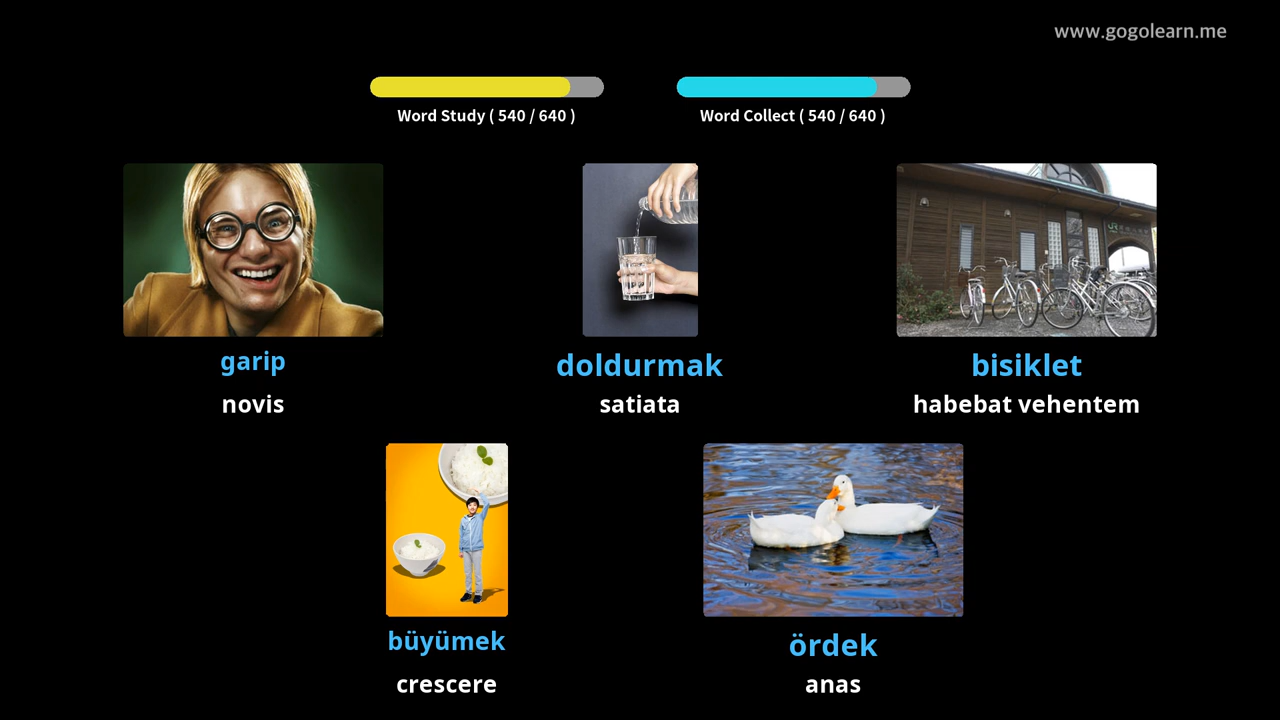 www.gogolearn.me
Word Study ( 540 / 640 )
Word Collect ( 540 / 640 )
garip
novis
doldurmak
satiata
bisiklet
habebat vehentem
büyümek
crescere
ördek
anas